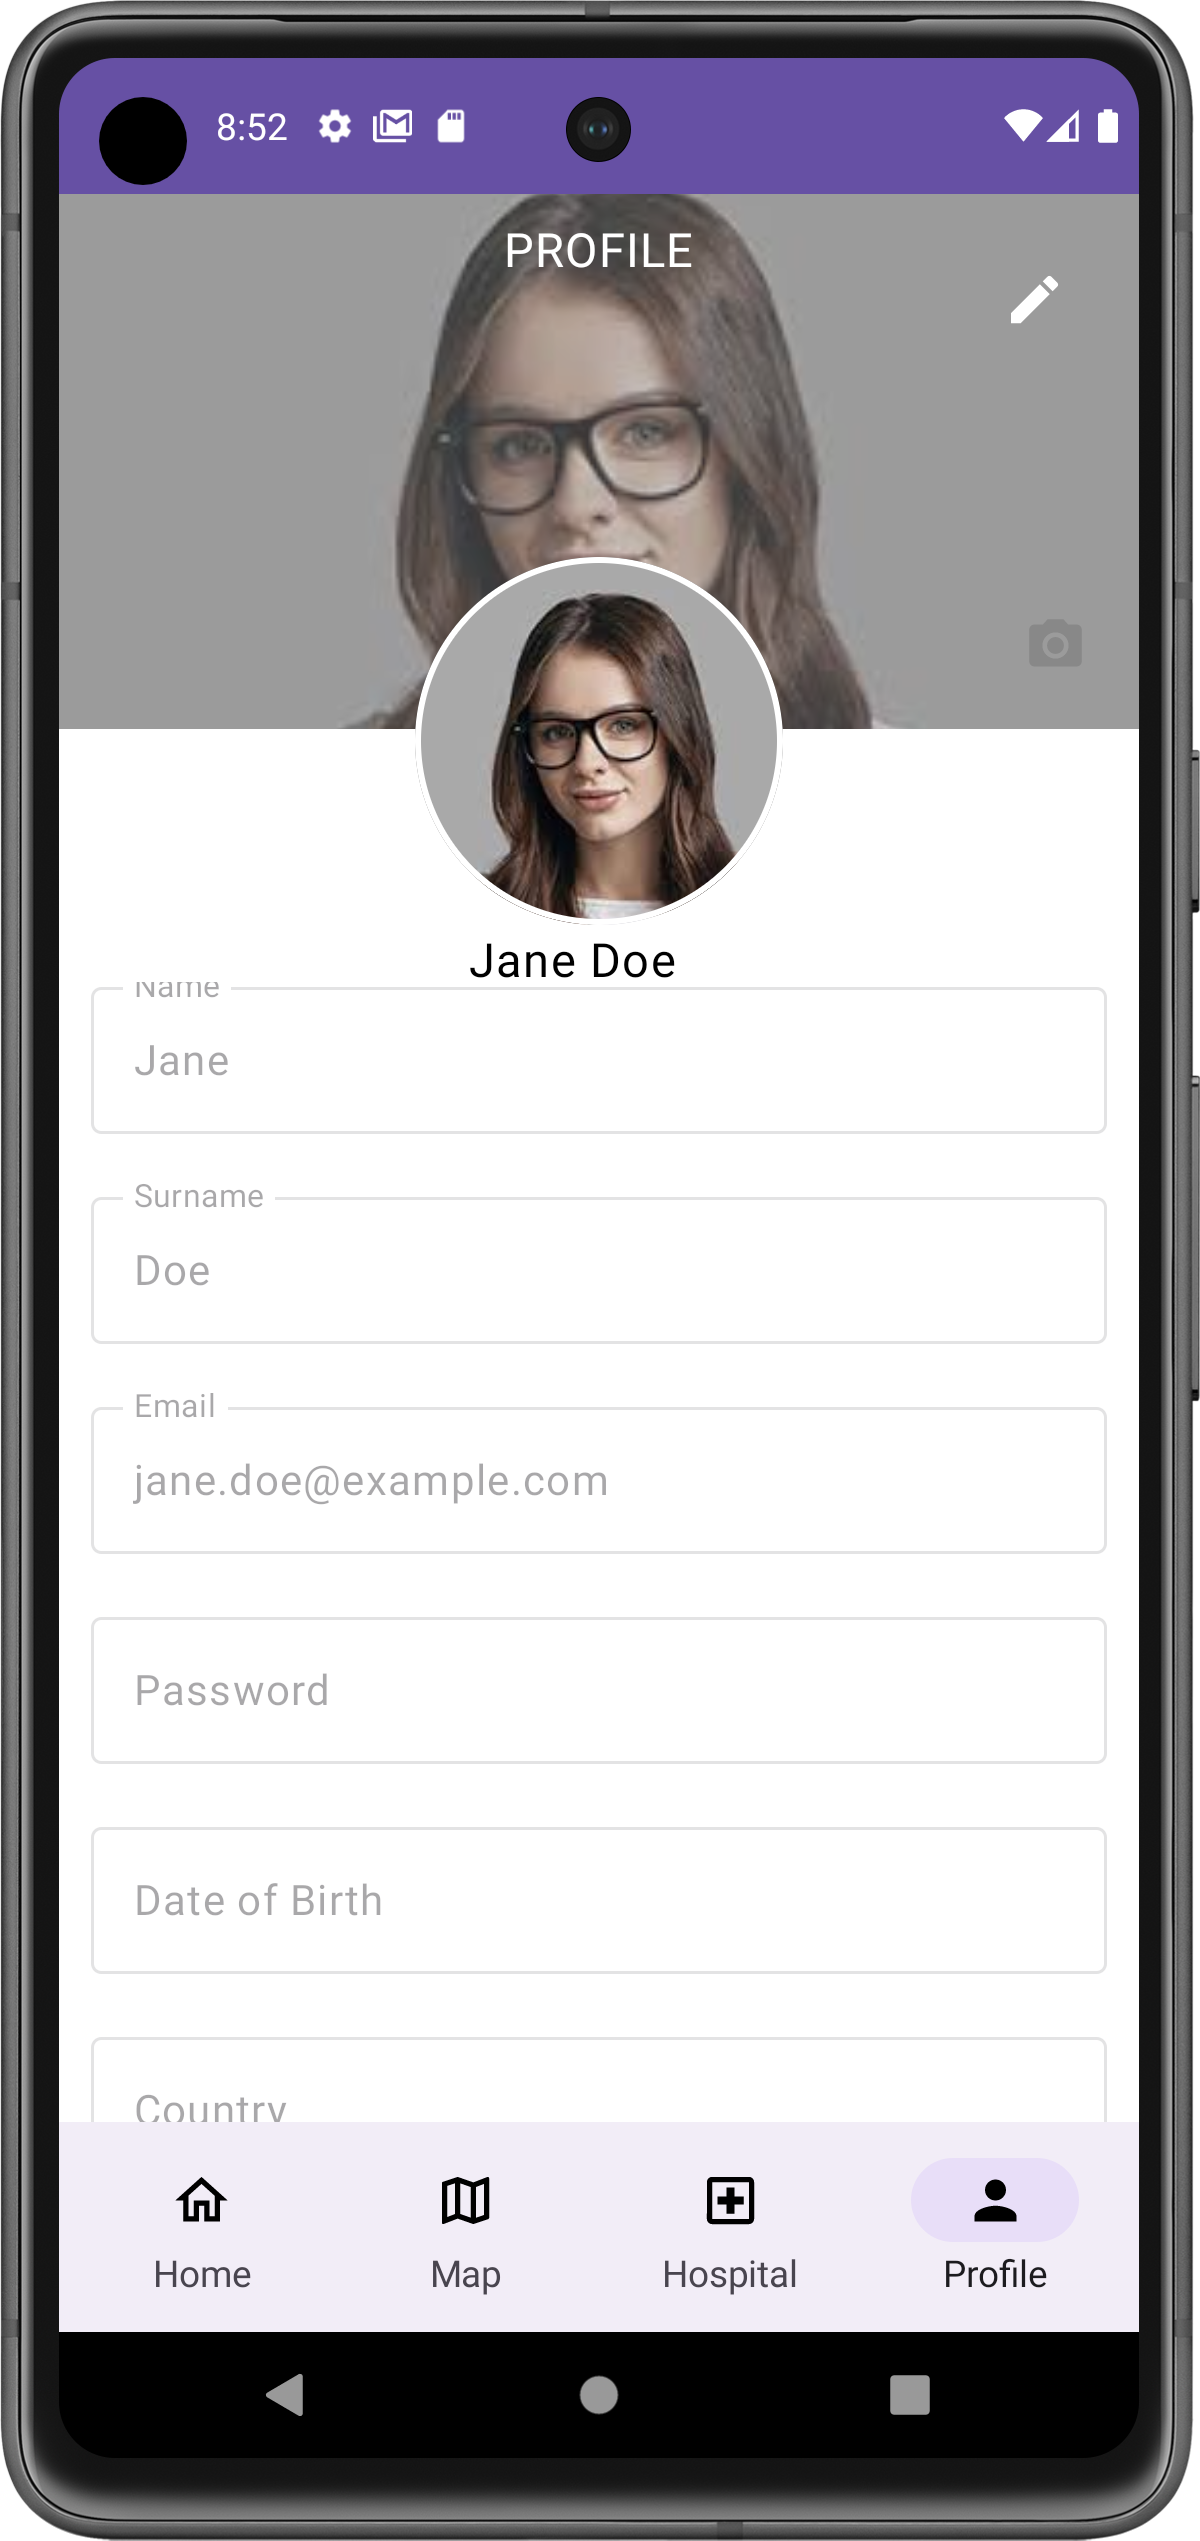 8:52
PROFILE
Jane Doe
Name
Jane
Surname
Doe
Email
jane.doe@example.com
Password
Date of Birth
Country
Home Map Hospital Profile